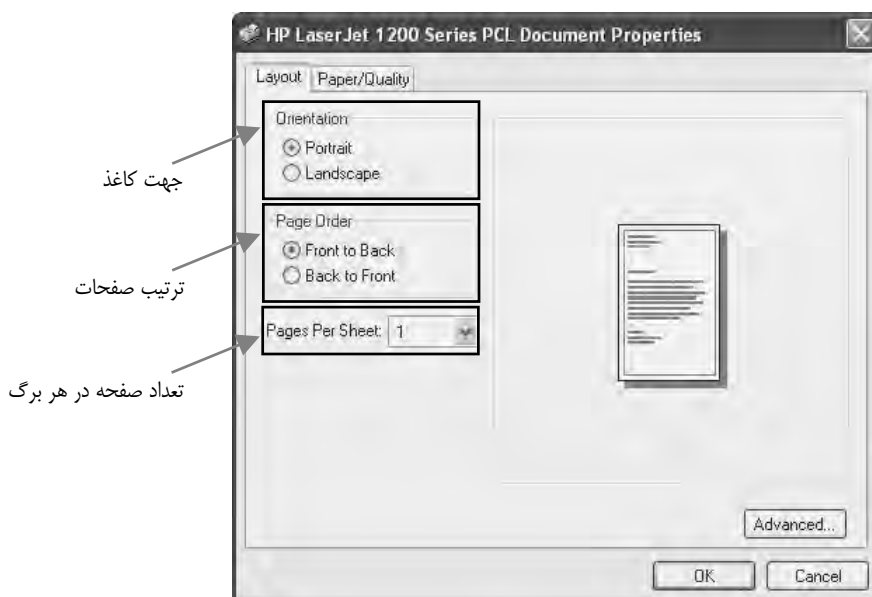 HP LaserJet 1200 Series PCL Document Properties
Layout
Paper/Quality
Orientation
Portrait
Landscape
جهت کاغذ
Page Order
Front to Back
Back to Front
ترتیب صفحات
Pages Per Sheet: 1
تعداد صفحه در هر برگ
Advanced...
OK
Cancel